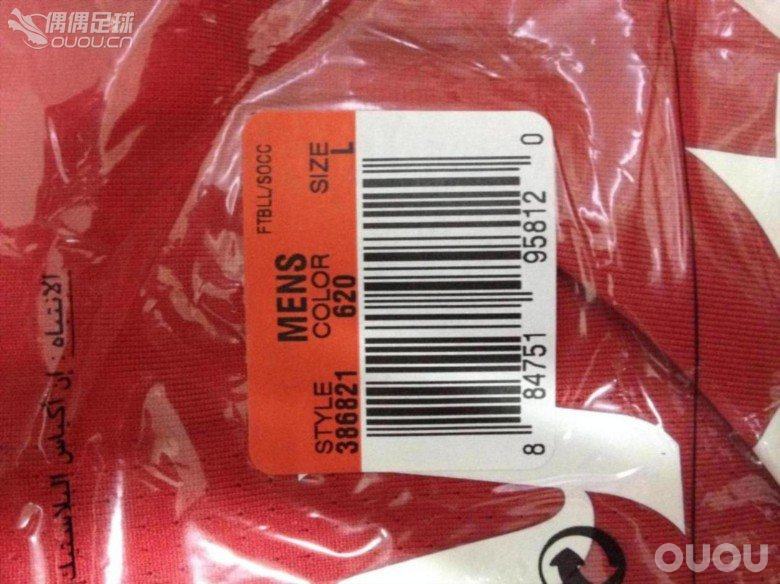 偶偶足球
OUOU.CN
FTBLL/SOCC
MENS
STYLE COLOR SIZE
386821 620 L
8 84751 95812 0
الانتباه : إن أكياس البلاستيك
OUOU